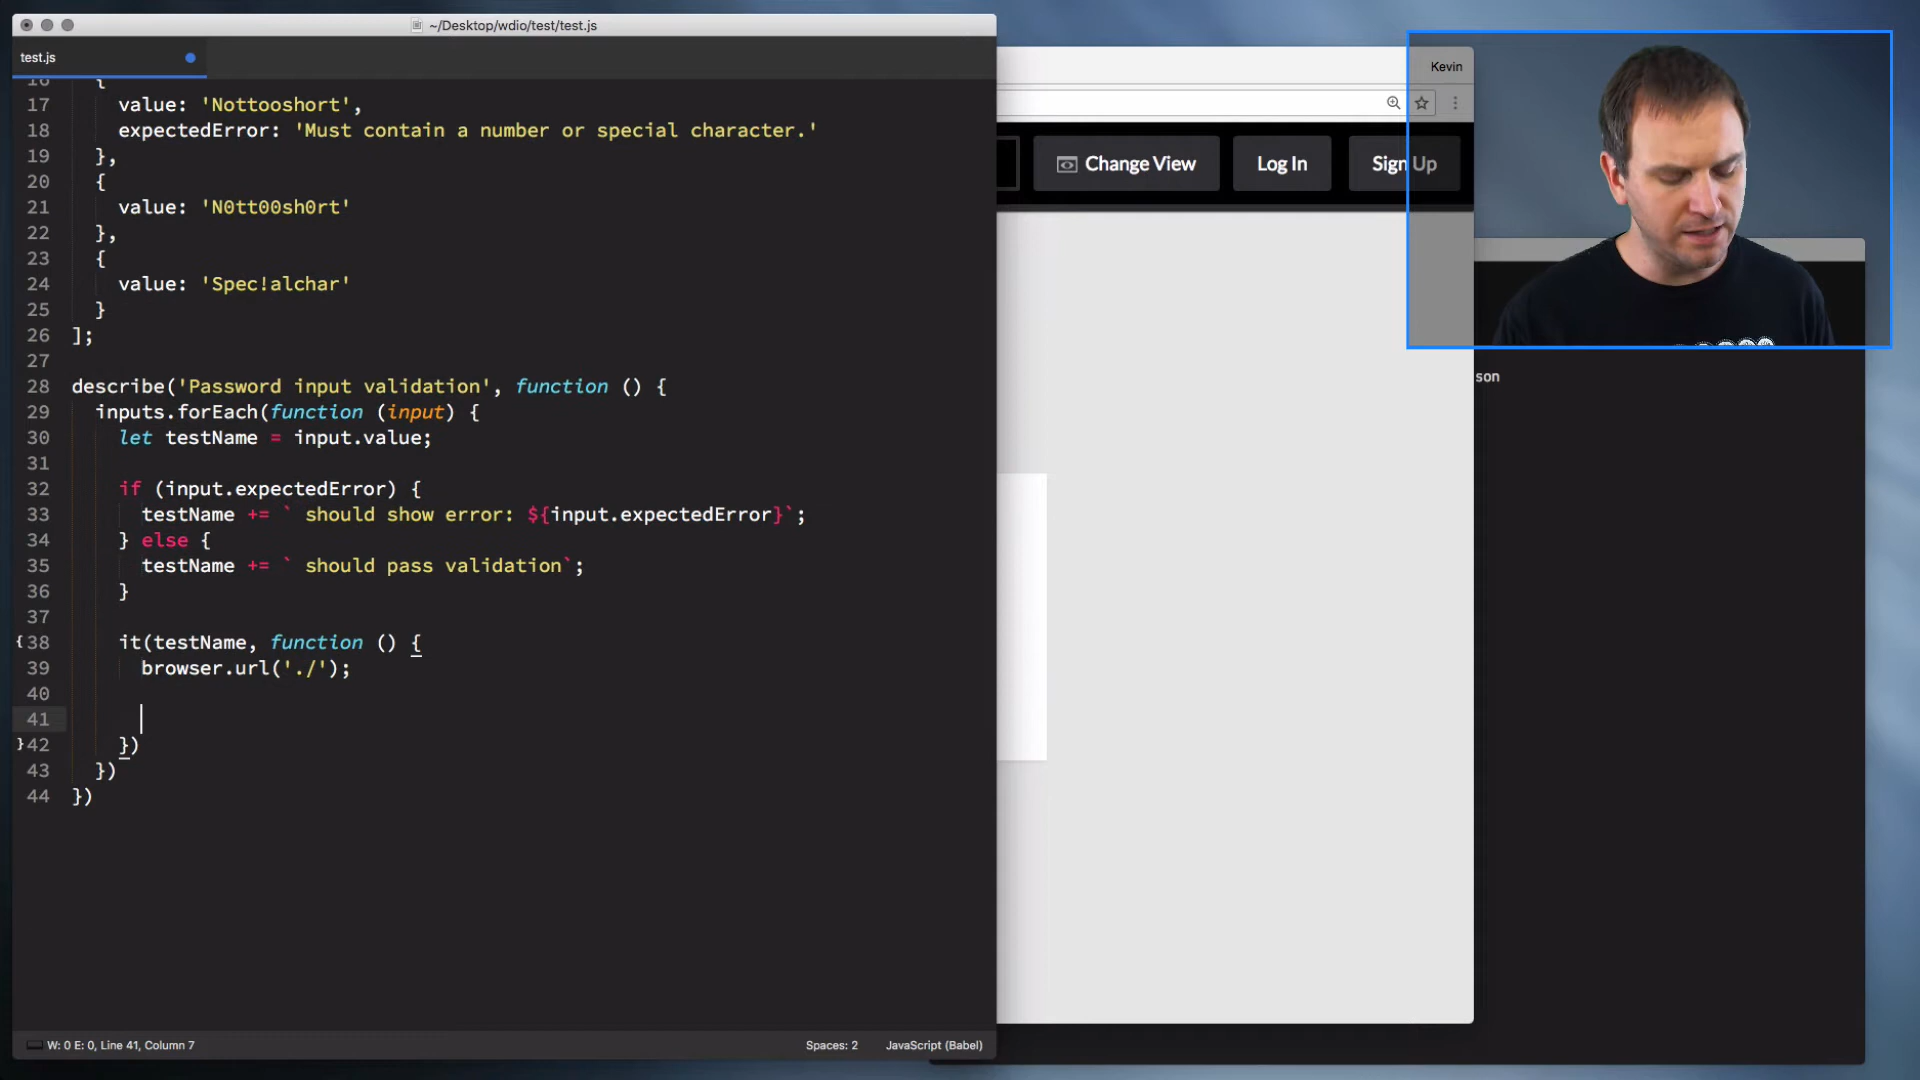 ~/Desktop/wdio/test/test.js
test.js
16 {
17 value: 'Nottooshort',
18 expectedError: 'Must contain a number or special character.'
19 },
20 {
21 value: 'N0tt00sh0rt'
22 },
23 {
24 value: 'Spec!alchar'
25 }
26 ];
27
28 describe('Password input validation', function () {
29 inputs.forEach(function (input) {
30 let testName = input.value;
31
32 if (input.expectedError) {
33 testName += ` should show error: ${input.expectedError}`;
34 } else {
35 testName += ` should pass validation`;
36 }
37
{38 it(testName, function () {
39 browser.url('./');
40
41
}42 })
43 })
44 })
W: 0 E: 0, Line 41, Column 7
Spaces: 2
JavaScript (Babel)
Kevin
Change View
Log In
Sign Up
son